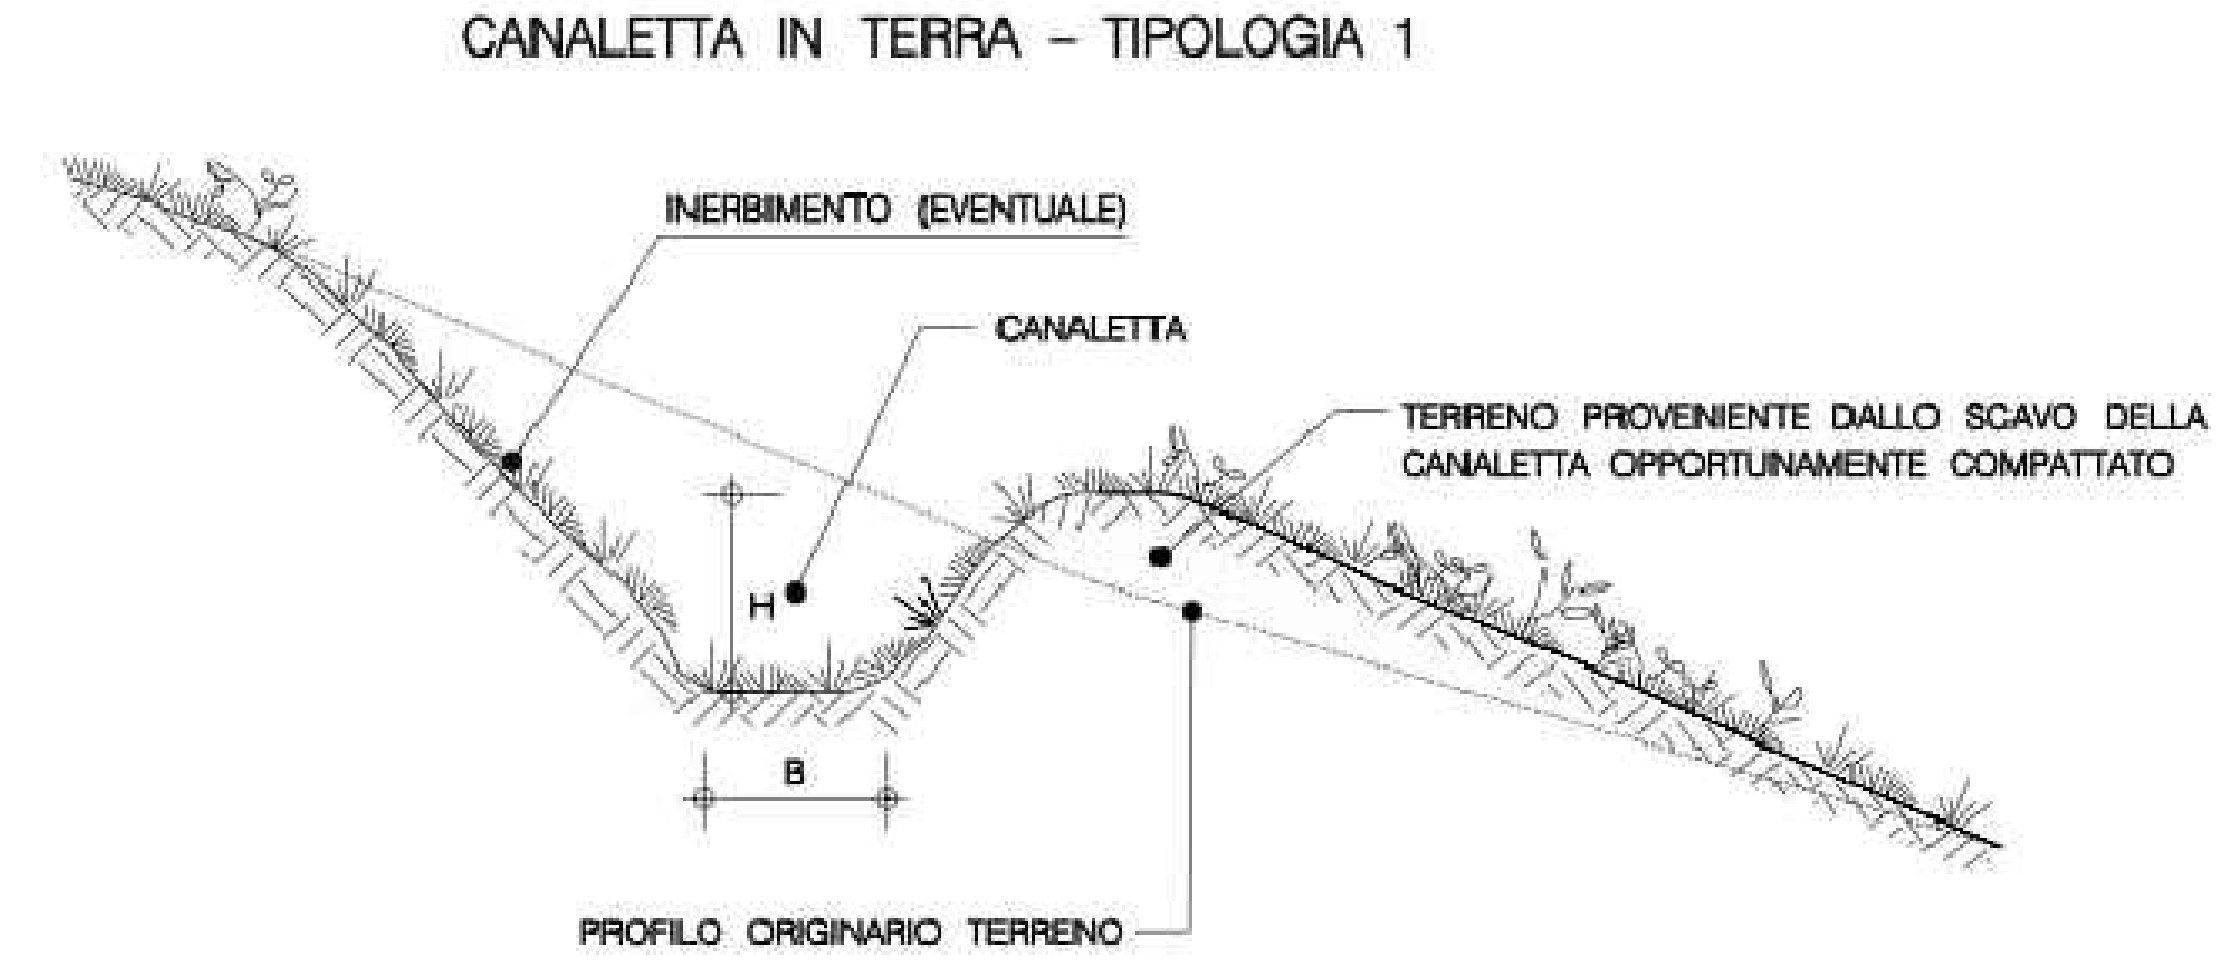 CANALETTA IN TERRA – TIPOLOGIA 1
INERBIMENTO (EVENTUALE)
CANALETTA
TERRENO PROVENIENTE DALLO SCAVO DELLA
CANALETTA OPPORTUNAMENTE COMPATTATO
H
B
PROFILO ORIGINARIO TERRENO